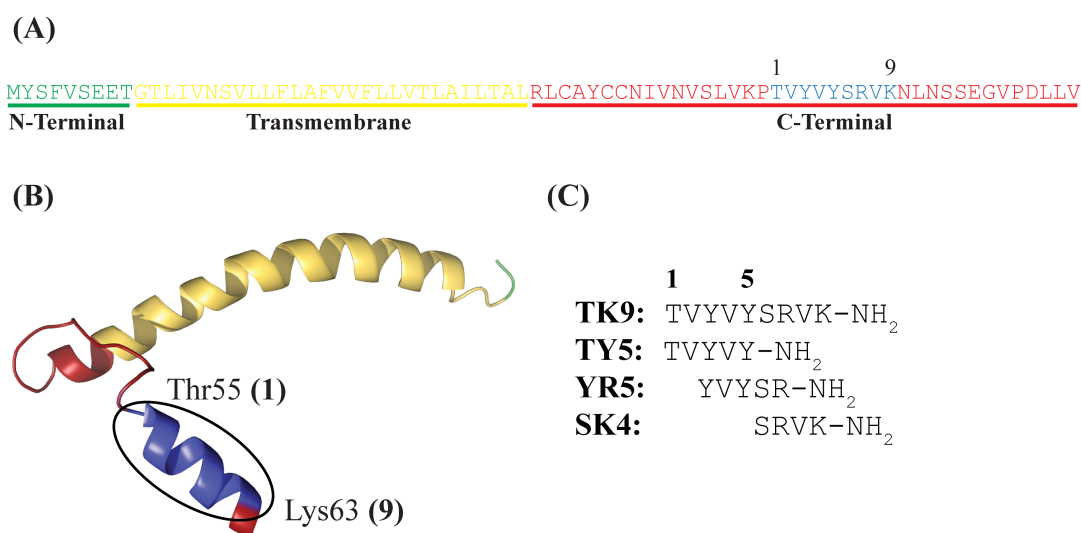 (A)
1 9
MYSFVSEETGTLIVNSVLLFLAFVVFLLVTLAILTALRLCAYCCNIVNVSLVKPTVYVYSRVKNLNSSEGVPDLLV
N-Terminal Transmembrane C-Terminal
(B) (C)
Thr55 (1)
Lys63 (9)
1 5
TK9: TVYVYSRVK-NH₂
TY5: TVYVY-NH₂
YR5: YVYSR-NH₂
SK4: SRVK-NH₂